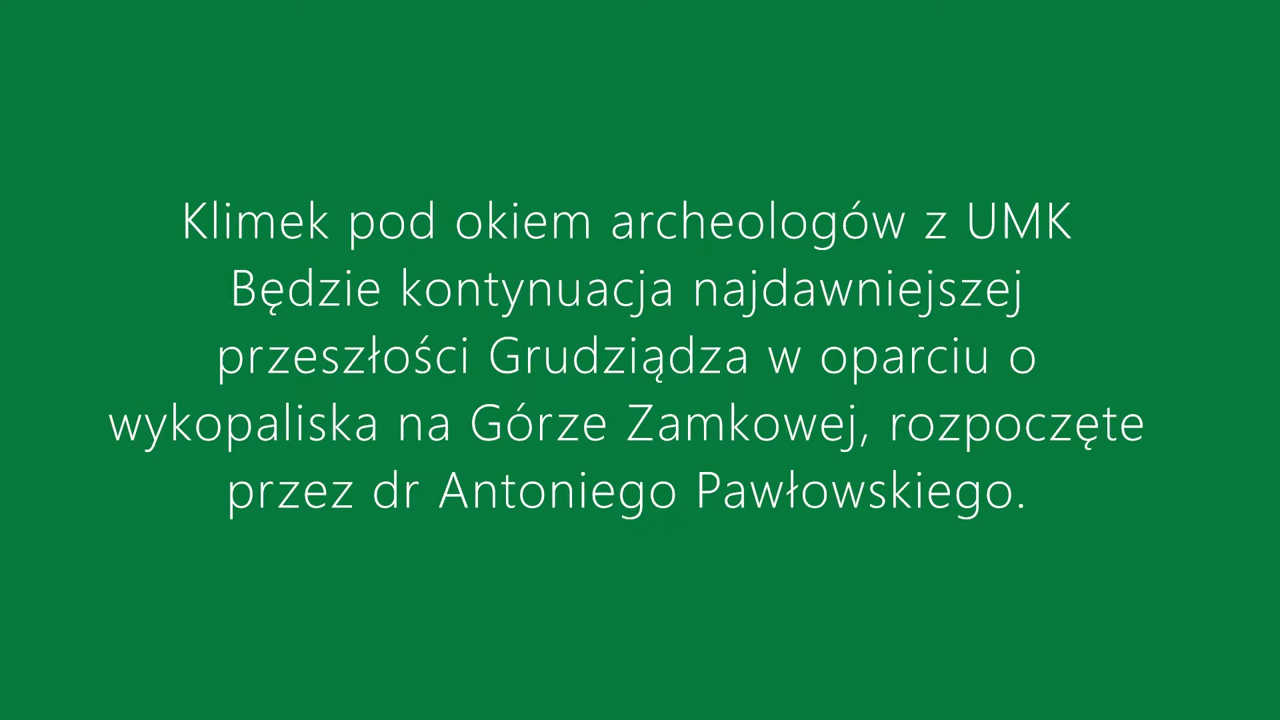 Klimek pod okiem archeologów z UMK
Będzie kontynuacja najdawniejszej
przeszłości Grudziądza w oparciu o
wykopaliska na Górze Zamkowej, rozpoczęte
przez dr Antoniego Pawłowskiego.